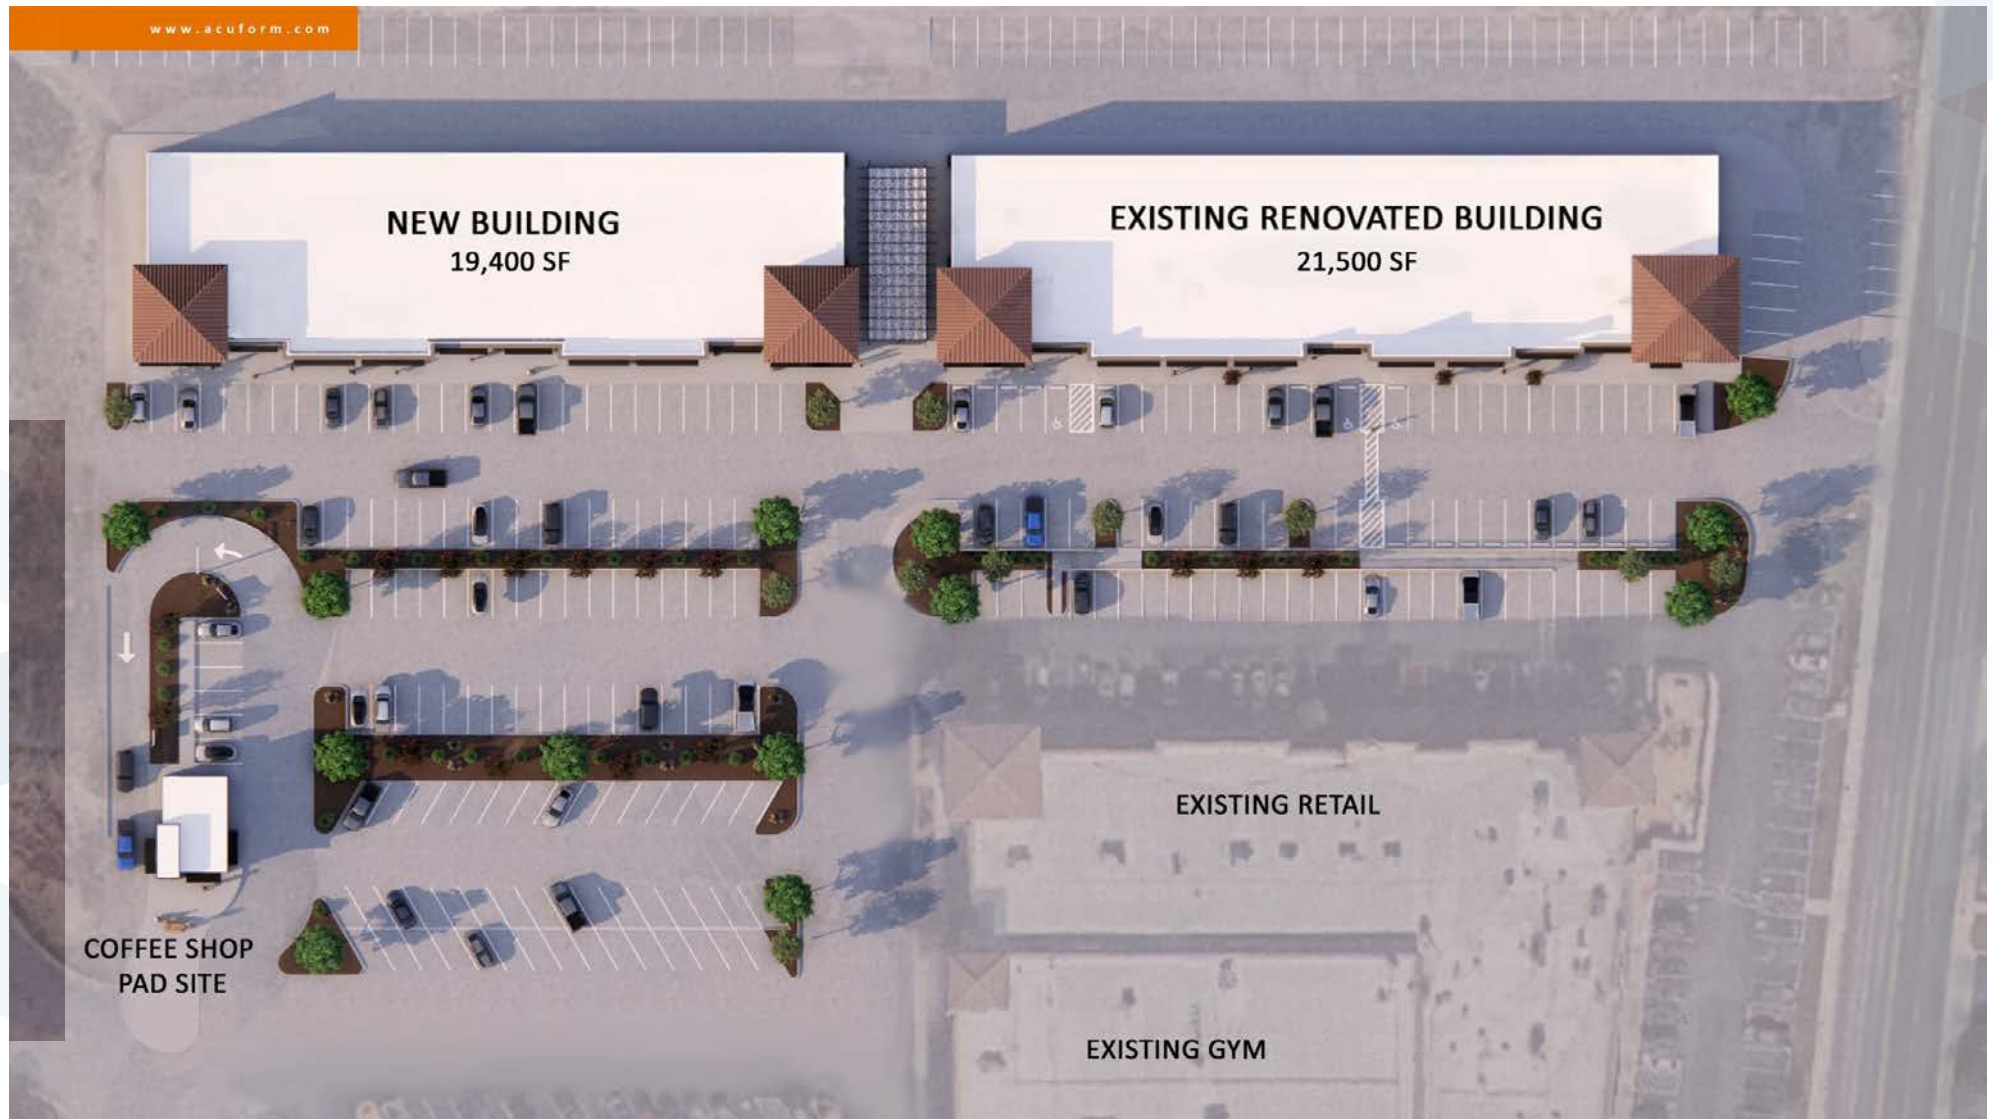 www.acuform.com
NEW BUILDING
19,400 SF
EXISTING RENOVATED BUILDING
21,500 SF
EXISTING RETAIL
COFFEE SHOP
PAD SITE
EXISTING GYM